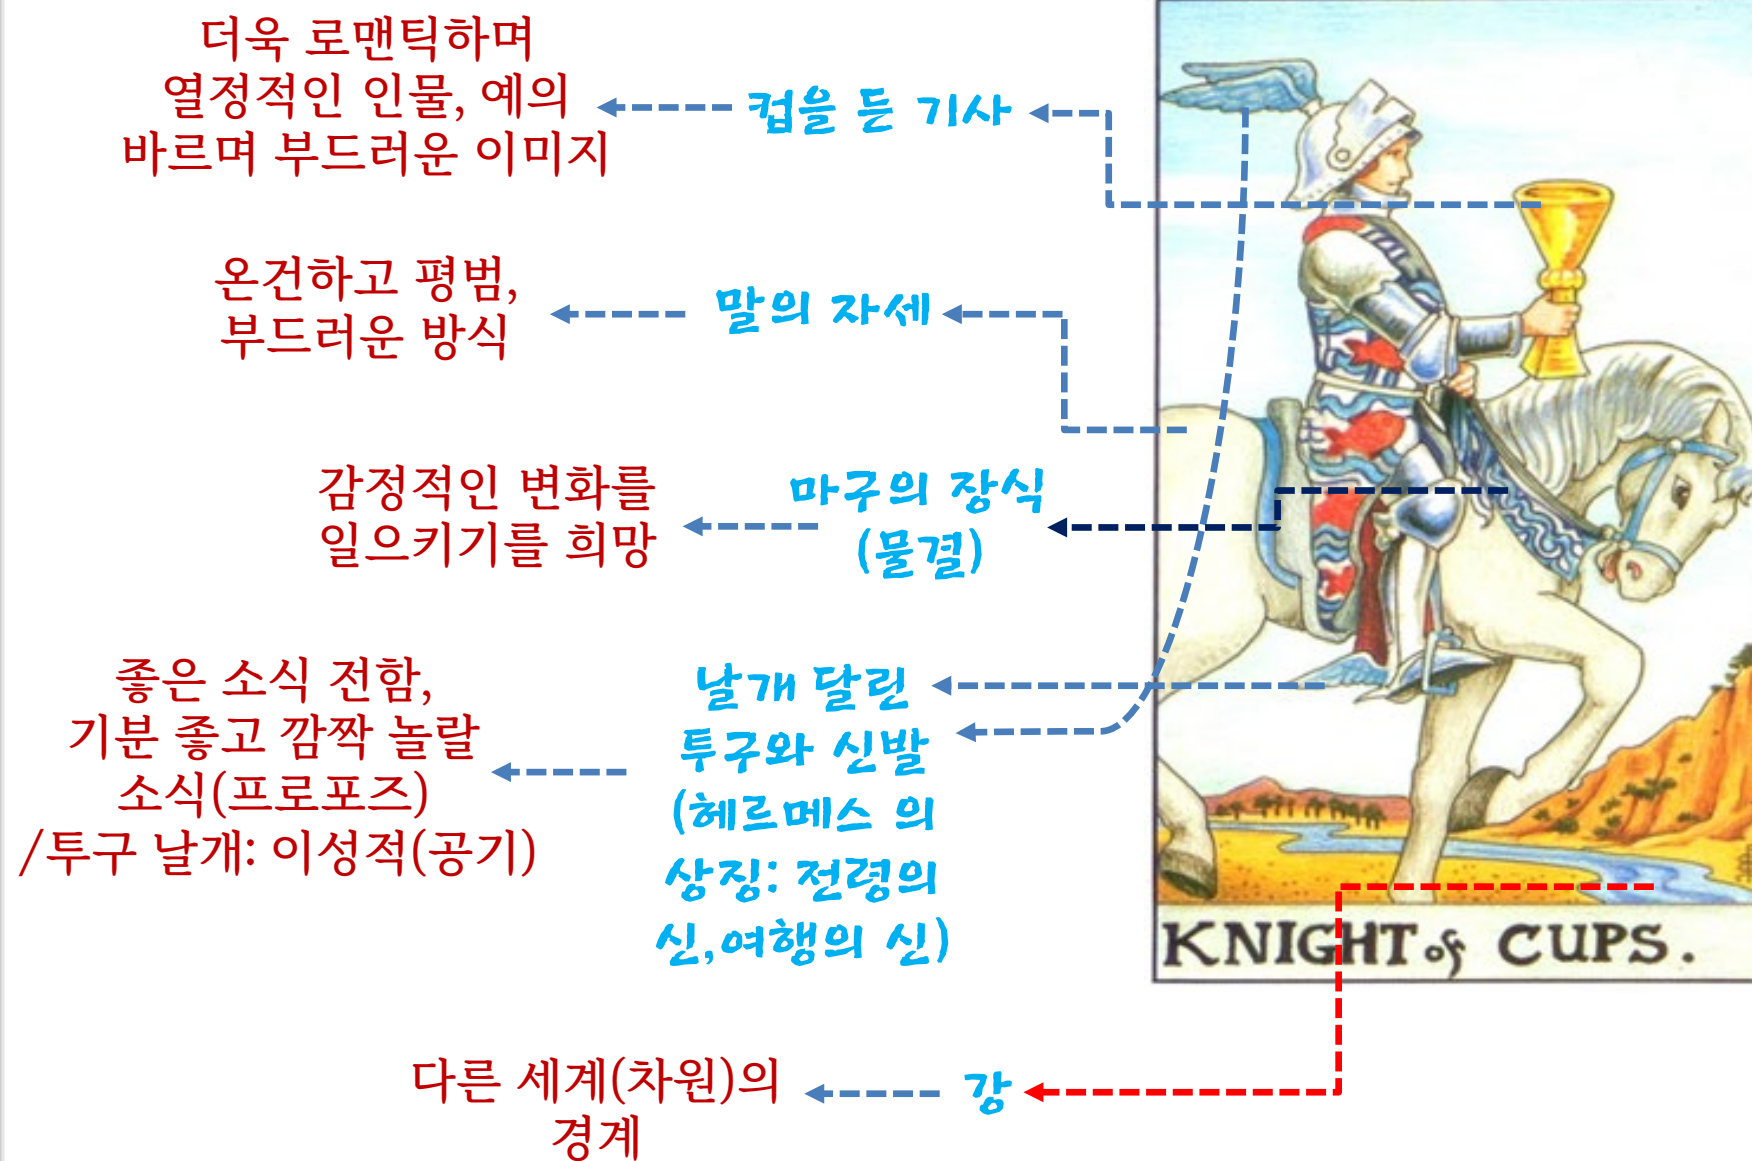 더욱 로맨틱하며
열정적인 인물, 예의
바르며 부드러운 이미지
컵을 든 기사
온건하고 평범,
부드러운 방식
말의 자세
감정적인 변화를
일으키기를 희망
마구의 장식
(물결)
좋은 소식 전함,
기분 좋고 깜짝 놀랄
소식(프로포즈)
/투구 날개: 이성적(공기)
날개 달린
투구와 신발
(헤르메스 의
상징: 전령의
신,여행의 신)
KNIGHT of CUPS.
다른 세계(차원)의
경계
강